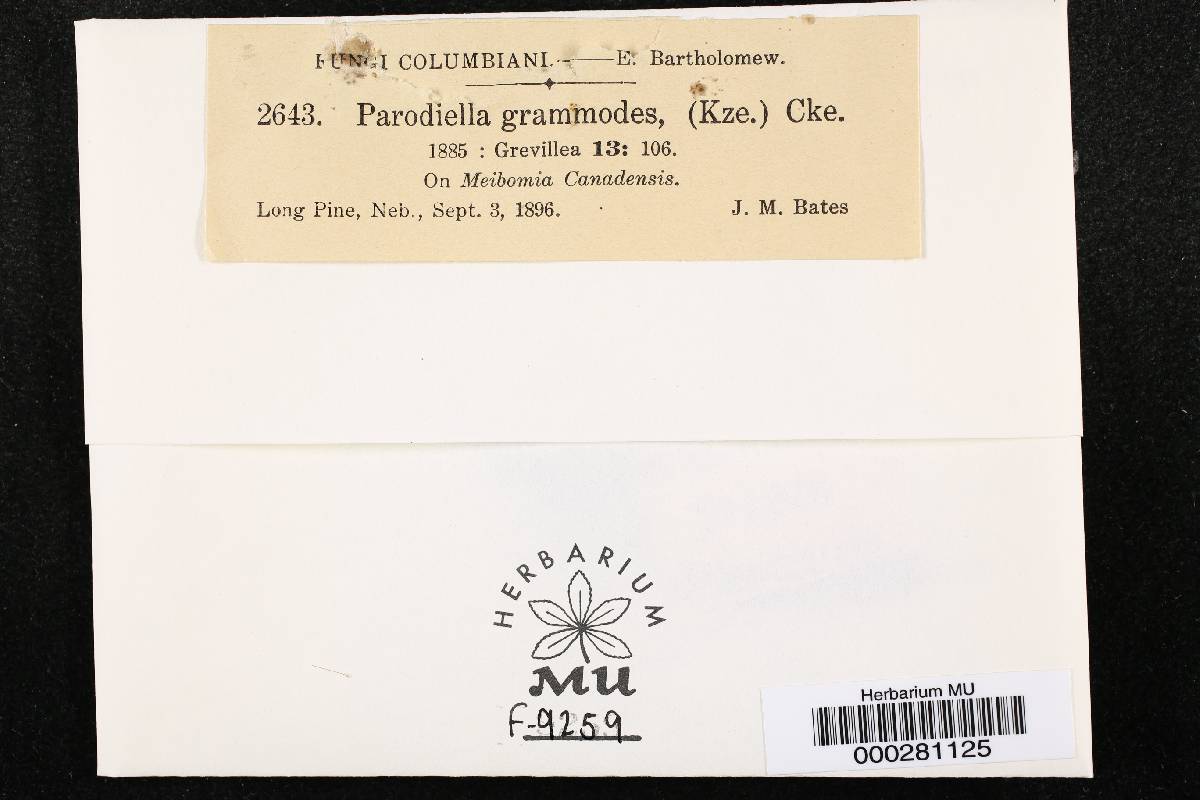 FUNGI COLUMBIANI.——E. Bartholomew.
2643. Parodiella grammodes, (Kze.) Cke.
1885 : Grevillea 13: 106.
On Meibomia Canadensis.
Long Pine, Neb., Sept. 3, 1896. J. M. Bates
HERBARIUM
MU
F-9259
Herbarium MU
000281125